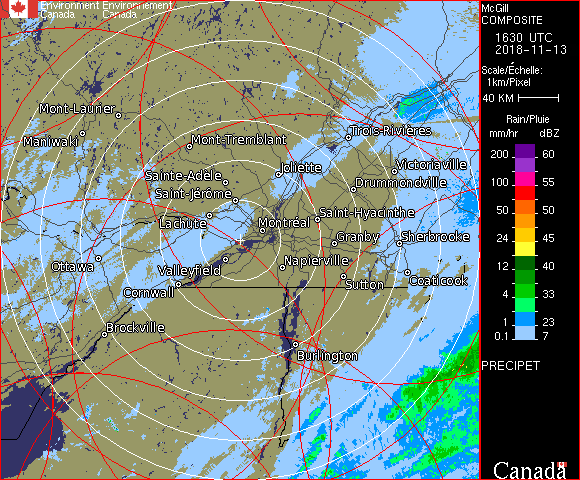 Environment Environnement
Canada Canada
McGill
COMPOSITE
1630 UTC
2018-11-13
Scale/Échelle:
1km/Pixel
40 KM
Rain/Pluie
mm/hr dBZ
200 60
100 55
50 50
24 45
12 40
4 33
1 23
0.1 7
PRECIPET
Canada
Mont-Laurier
Maniwaki
Mont-Tremblant
Trois-Rivières
Joliette
Victoriaville
Sainte-Adèle
Drummondville
Saint-Jérôme
Lachute
Saint-Hyacinthe
Montréal
Granby
Sherbrooke
Ottawa
Valleyfield
Napierville
Cornwall
Sutton
Coaticook
Brockville
Burlington